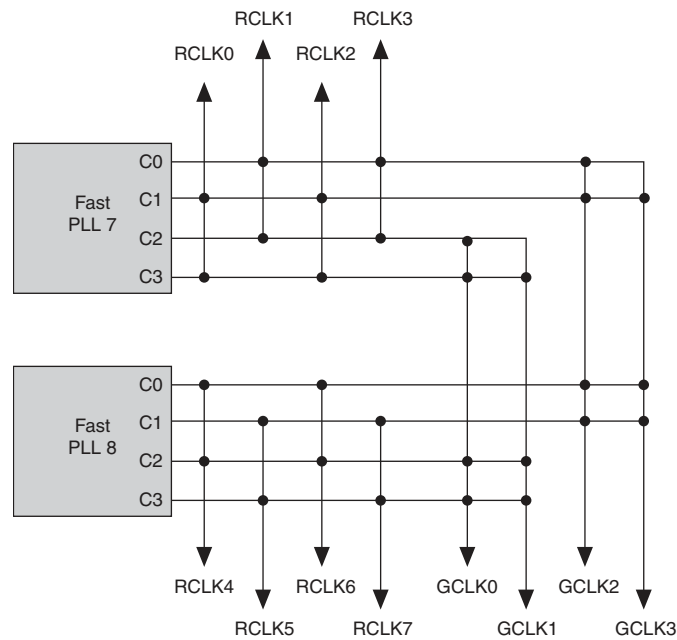 RCLK1
RCLK3
RCLK0
RCLK2
C0
Fast
PLL 7
C1
C2
C3
C0
Fast
PLL 8
C1
C2
C3
RCLK4
RCLK6
GCLK0
GCLK2
RCLK5
RCLK7
GCLK1
GCLK3